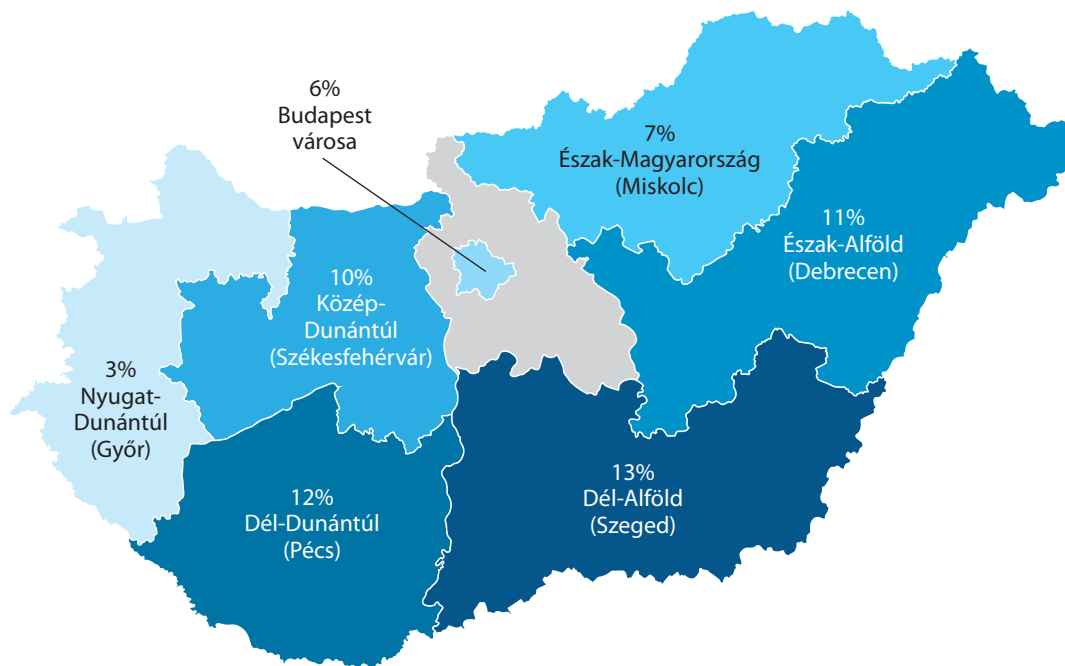 6%
Budapest
városa
7%
Észak-Magyarország
(Miskolc)
11%
Észak-Alföld
(Debrecen)
10%
Közép-
Dunántúl
(Székesfehérvár)
3%
Nyugat-
Dunántúl
(Győr)
12%
Dél-Dunántúl
(Pécs)
13%
Dél-Alföld
(Szeged)